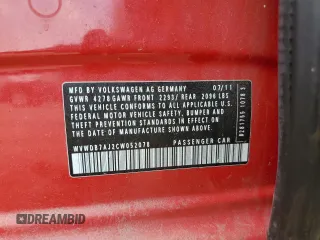 MFD. BY VOLKSWAGEN AG GERMANY 07/11
GVWR 4278 GAWR FRONT 2293/ REAR 2096 LBS
THIS VEHICLE CONFORMS TO ALL APPLICABLE U.S.
FEDERAL MOTOR VEHICLE SAFETY, BUMPER, AND
THEFT PREVENTION STANDARDS IN EFFECT ON
THE DATE OF MANUFACTURE SHOWN ABOVE.
WVWDB7AJ2CW052078 PASSENGER CAR
DREAMBID